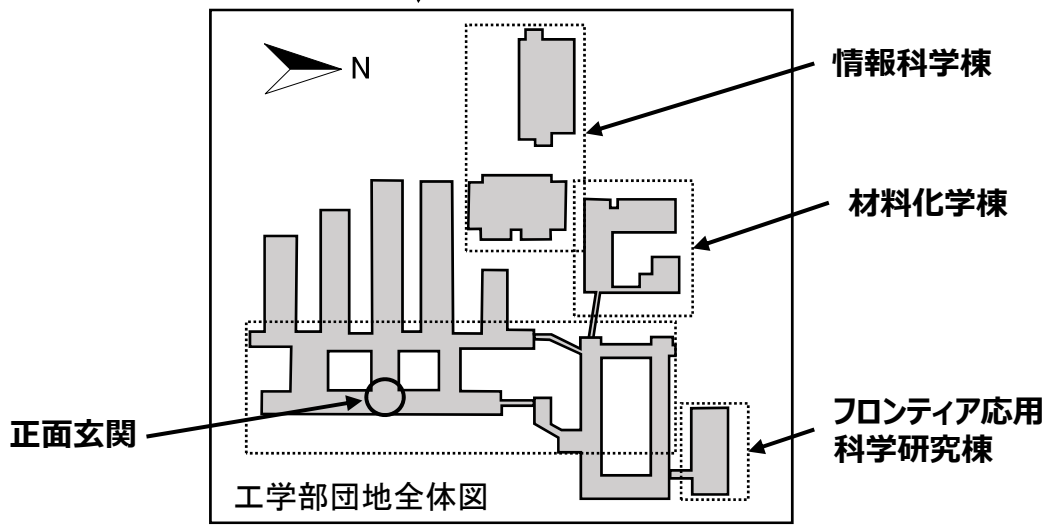 N
情報科学棟
材料化学棟
フロンティア応用
科学研究棟
正面玄関
工学部団地全体図